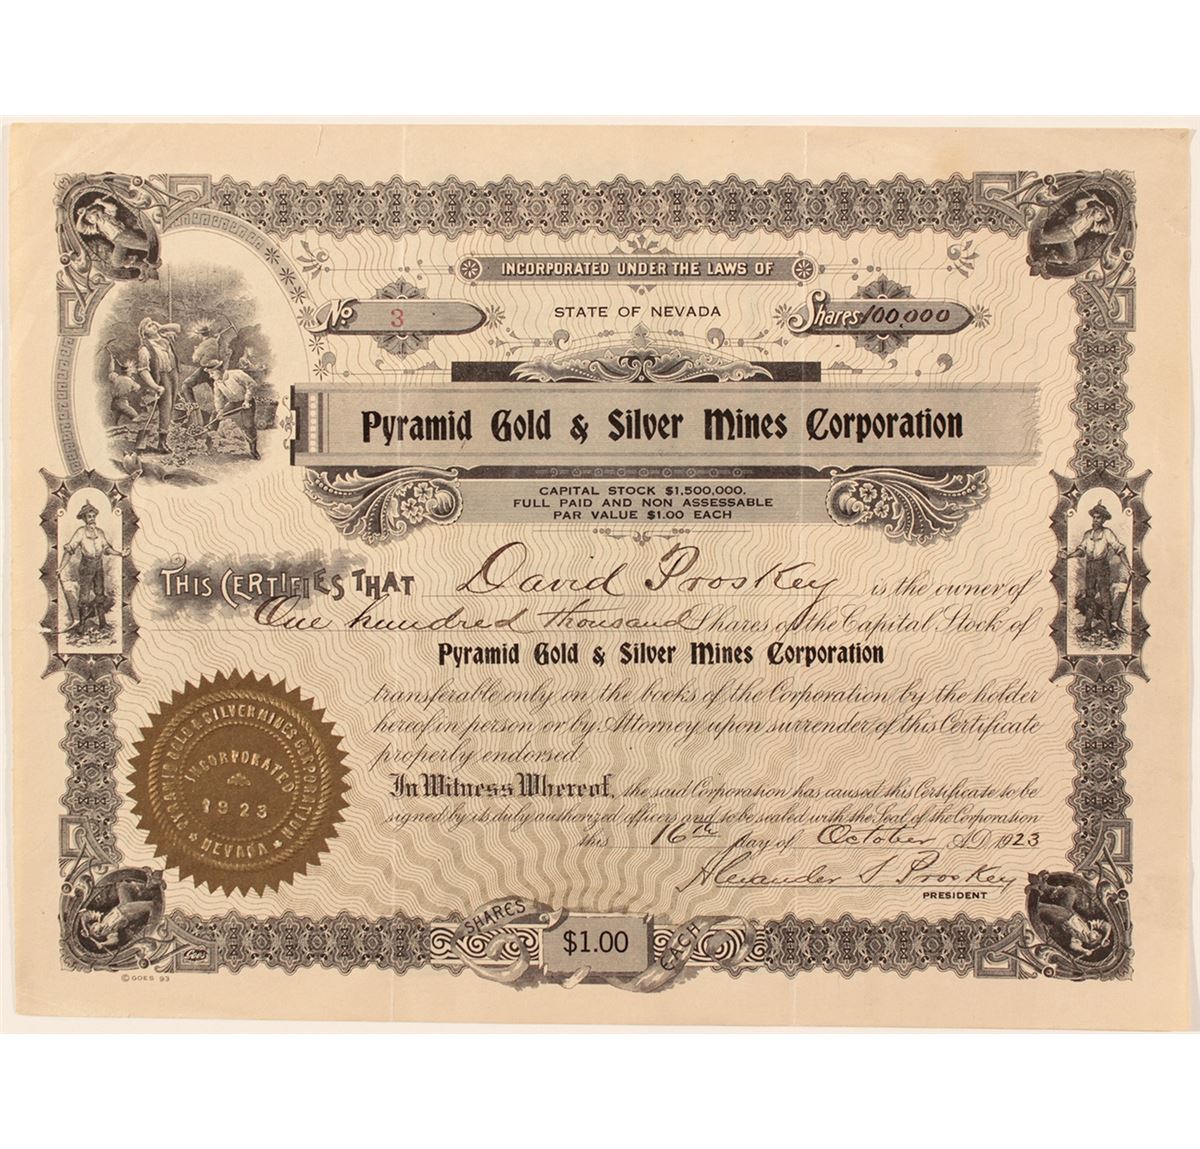 INCORPORATED UNDER THE LAWS OF
No. 3 STATE OF NEVADA Shares 100,000
Pyramid Gold & Silver Mines Corporation
CAPITAL STOCK $1,500,000.
FULL PAID AND NON ASSESSABLE
PAR VALUE $1.00 EACH
THIS CERTIFIES THAT David Proskey is the owner of
One hundred thousand Shares of the Capital Stock of
Pyramid Gold & Silver Mines Corporation
transferable only on the books of the Corporation by the holder
hereof in person or by Attorney upon surrender of this Certificate
properly endorsed.
In Witness Whereof, the said Corporation has caused this Certificate to be
signed by its duly authorized officers and to be sealed with the Seal of the Corporation
this 16th day of October A.D. 1923
Alexander S Proskey
PRESIDENT
PYRAMID GOLD & SILVER MINES CORPORATION
INCORPORATED
1923
NEVADA
SHARES $1.00 EACH
GOES
© GOES 93